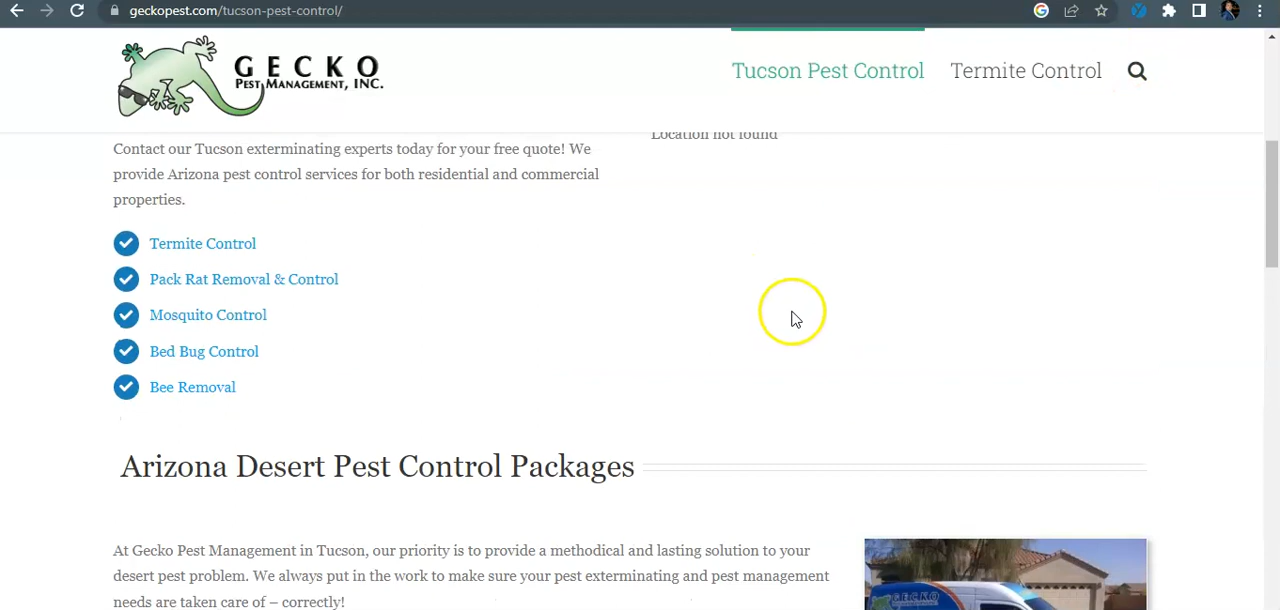 geckopest.com/tucson-pest-control/
GECKO
PEST MANAGEMENT, INC.
Tucson Pest Control
Termite Control
Location not found
Contact our Tucson exterminating experts today for your free quote! We
provide Arizona pest control services for both residential and commercial
properties.
Termite Control
Pack Rat Removal & Control
Mosquito Control
Bed Bug Control
Bee Removal
Arizona Desert Pest Control Packages
At Gecko Pest Management in Tucson, our priority is to provide a methodical and lasting solution to your
desert pest problem. We always put in the work to make sure your pest exterminating and pest management
needs are taken care of – correctly!
GECKO